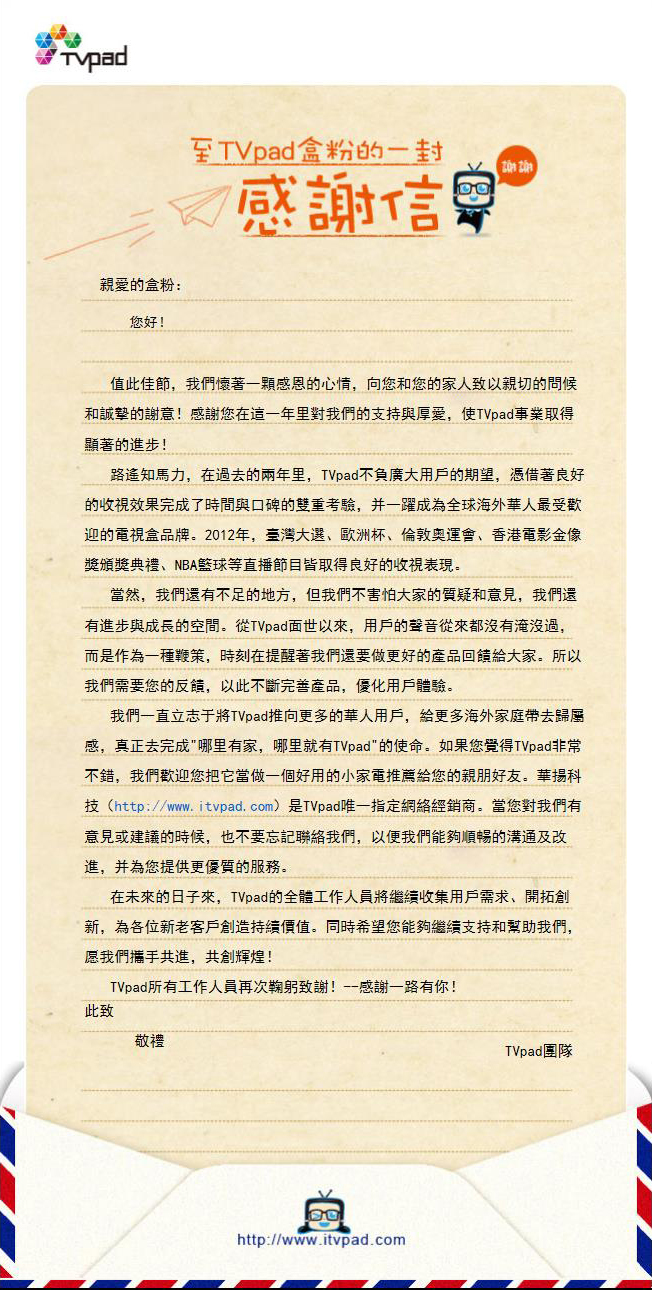 TVpad
至TVpad盒粉的一封
感謝信
親愛的盒粉:
您好!
值此佳節,我們懷著一顆感恩的心情,向您和您的家人致以親切的問候
和誠摯的謝意!感謝您在這一年里對我們的支持與厚愛,使TVpad事業取得
顯著的進步!
路遙知馬力,在過去的兩年里,TVpad不負廣大用戶的期望,憑借著良好
的收視效果完成了時間與口碑的雙重考驗,并一躍成為全球海外華人最受歡
迎的電視盒品牌。2012年,臺灣大選、歐洲杯、倫敦奧運會、香港電影金像
獎頒獎典禮、NBA籃球等直播節目皆取得良好的收視表現。
當然,我們還有不足的地方,但我們不害怕大家的質疑和意見,我們還
有進步與成長的空間。從TVpad面世以來,用戶的聲音從來都沒有淹沒過,
而是作為一種鞭策,時刻在提醒著我們還要做更好的產品回饋給大家。所以
我們需要您的反饋,以此不斷完善產品,優化用戶體驗。
我們一直立志于將TVpad推向更多的華人用戶,給更多海外家庭帶去歸屬
感,真正去完成"哪里有家,哪里就有TVpad"的使命。如果您覺得TVpad非常
不錯,我們歡迎您把它當做一個好用的小家電推薦給您的親朋好友。華揚科
技(http://www.itvpad.com)是TVpad唯一指定網絡經銷商。當您對我們有
意見或建議的時候,也不要忘記聯絡我們,以便我們能夠順暢的溝通及改
進,并為您提供更優質的服務。
在未來的日子來,TVpad的全體工作人員將繼續收集用戶需求、開拓創
新,為各位新老客戶創造持續價值。同時希望您能夠繼續支持和幫助我們,
愿我們攜手共進,共創輝煌!
TVpad所有工作人員再次鞠躬致謝!--感謝一路有你!
此致
敬禮
TVpad團隊
http://www.itvpad.com